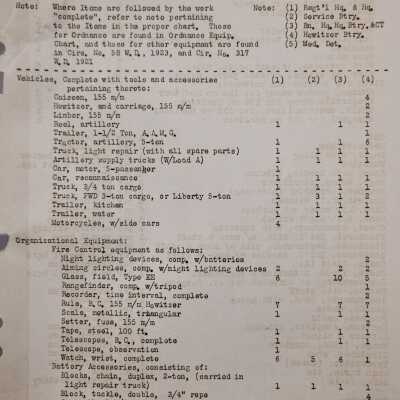 Note: Where Items are followed by the work Note: (1) Regt'l Hq. & Hq.
"complete", refer to note pertaining (2) Service Btry.
to the Items in the proper chart. These (3) Bn. Hq. Hq. Btry. &CT
for Ordnance are found in Ordnance Equip. (4) Howitzer Btry.
Chart, and those for other equipment are found (5) Med. Det.
in Cirs. No. 58 W.D., 1923, and Cir. No. 317
W.D. 1921
Vehicles, Complete with tools and accessories (1) (2) (3) (4)
pertaining thereto:
Caisson, 155 m/m 4
Howitzer, and carriage, 155 m/m 2
Limber, 155 m/m 2
Reel, artillery 1 1 1
Trailer, 1-1/2 Ton, A.A.M.G. 1
Tractor, artillery, 5-ton 1 1 6
Truck, light repair (with all spare parts) 1 1 1 1
Artillery supply trucks (W/Load A) 1 1 1 1
Car, motor, 5-passenker 1
Car, reconnaissance 1 1 1 1
Truck, 3/4 ton cargo 1 1 1 1
Truck, FWD 3-ton cargo, or Liberty 5-ton 1 3 1 2
Trailer, kitchen 1 1 1 1
Trailer, water 1 1 1 1
Motorcycles, w/side cars 4
Organizational Equipment:
Fire Control equipment as follows:
Night lighting devices, comp. w/batteries 2
Aiming circles, comp. w/night lighting devices 2 2 2
Glass, field, Type EE 6 10 5
Rangefinder, comp. w/tripod 1
Recorder, time interval, complete 2
Rule, B.C. 155 m/m Howitzer 7 7 7
Scale, metallic, triangular 1 1 1
Setter, fuze, 155 m/m 2
Tape, steel, 100 ft. 1 1 1
Telescopes, B.C., complete 1 1 1
Telescope, observation 1
Watch, wrist, complete 6 5 6 1
Battery Accessories, consisting of:
Blocks, chain, duplex, 2-ton, (carried in
light repair truck) 1 1 1 1
Block, tackle, double, 3/4" rope 4